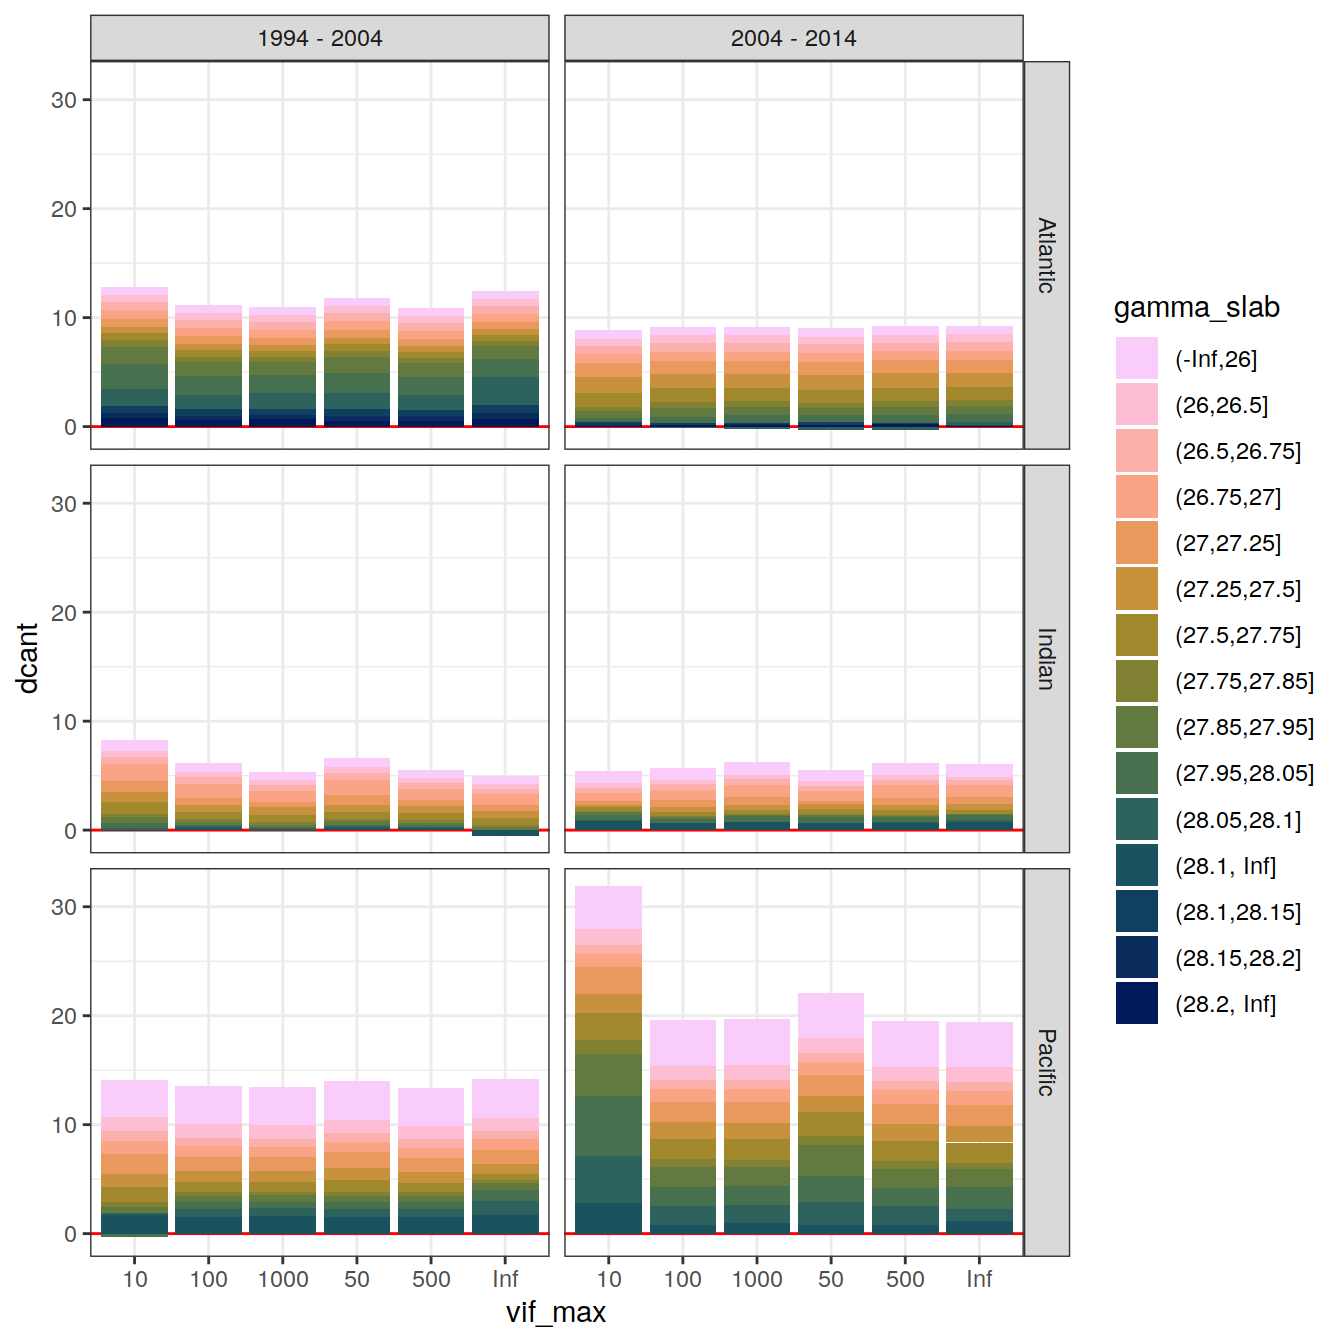 1994 - 2004
2004 - 2014
30
20
10
0
Atlantic
30
20
10
0
Indian
30
20
10
0
Pacific
dcant
10 100 1000 50 500 Inf
10 100 1000 50 500 Inf
vif_max
gamma_slab
(-Inf,26]
(26,26.5]
(26.5,26.75]
(26.75,27]
(27,27.25]
(27.25,27.5]
(27.5,27.75]
(27.75,27.85]
(27.85,27.95]
(27.95,28.05]
(28.05,28.1]
(28.1, Inf]
(28.1,28.15]
(28.15,28.2]
(28.2, Inf]